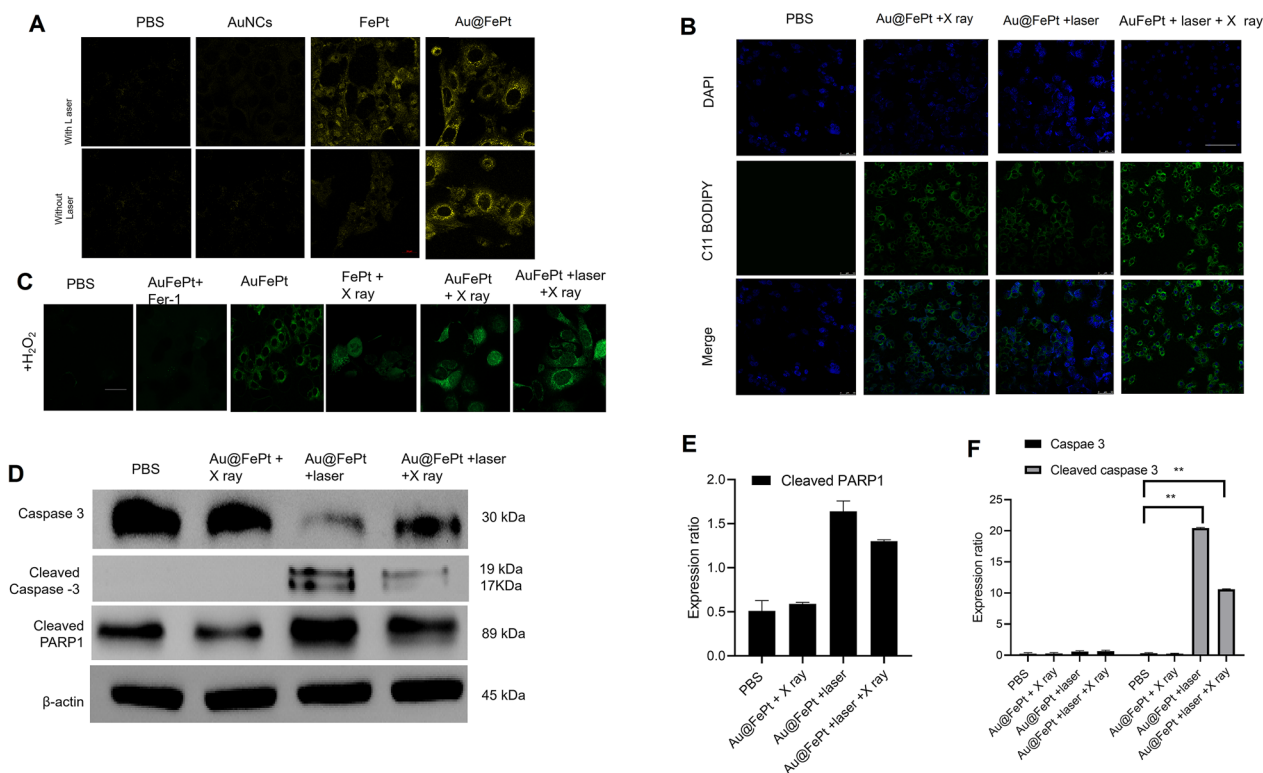 A
PBS
AuNCs
FePt
Au@FePt
With L aser
Without
Laser
B
PBS
Au@FePt +X ray
Au@FePt +laser
AuFePt + laser + X ray
DAPI
C11 BODIPY
Merge
C
PBS
AuFePt+
Fer-1
AuFePt
FePt +
X ray
AuFePt
+ X ray
AuFePt +laser
+X ray
+H₂O₂
D
PBS
Au@FePt +
X ray
Au@FePt
+laser
Au@FePt +laser
+X ray
Caspase 3
30 kDa
Cleaved
Caspase -3
19 kDa
17KDa
Cleaved
PARP1
89 kDa
β-actin
45 kDa
E
Cleaved PARP1
Expression ratio
2.0
1.5
1.0
0.5
0.0
PBS
Au@FePt + X ray
Au@FePt +laser
Au@FePt +laser +X ray
F
Caspae 3
Cleaved caspase 3
**
**
Expression ratio
25
20
15
10
5
0
PBS
Au@FePt + X ray
Au@FePt +laser
Au@FePt +laser +X ray
PBS
Au@FePt + X ray
Au@FePt +laser
Au@FePt +laser +X ray